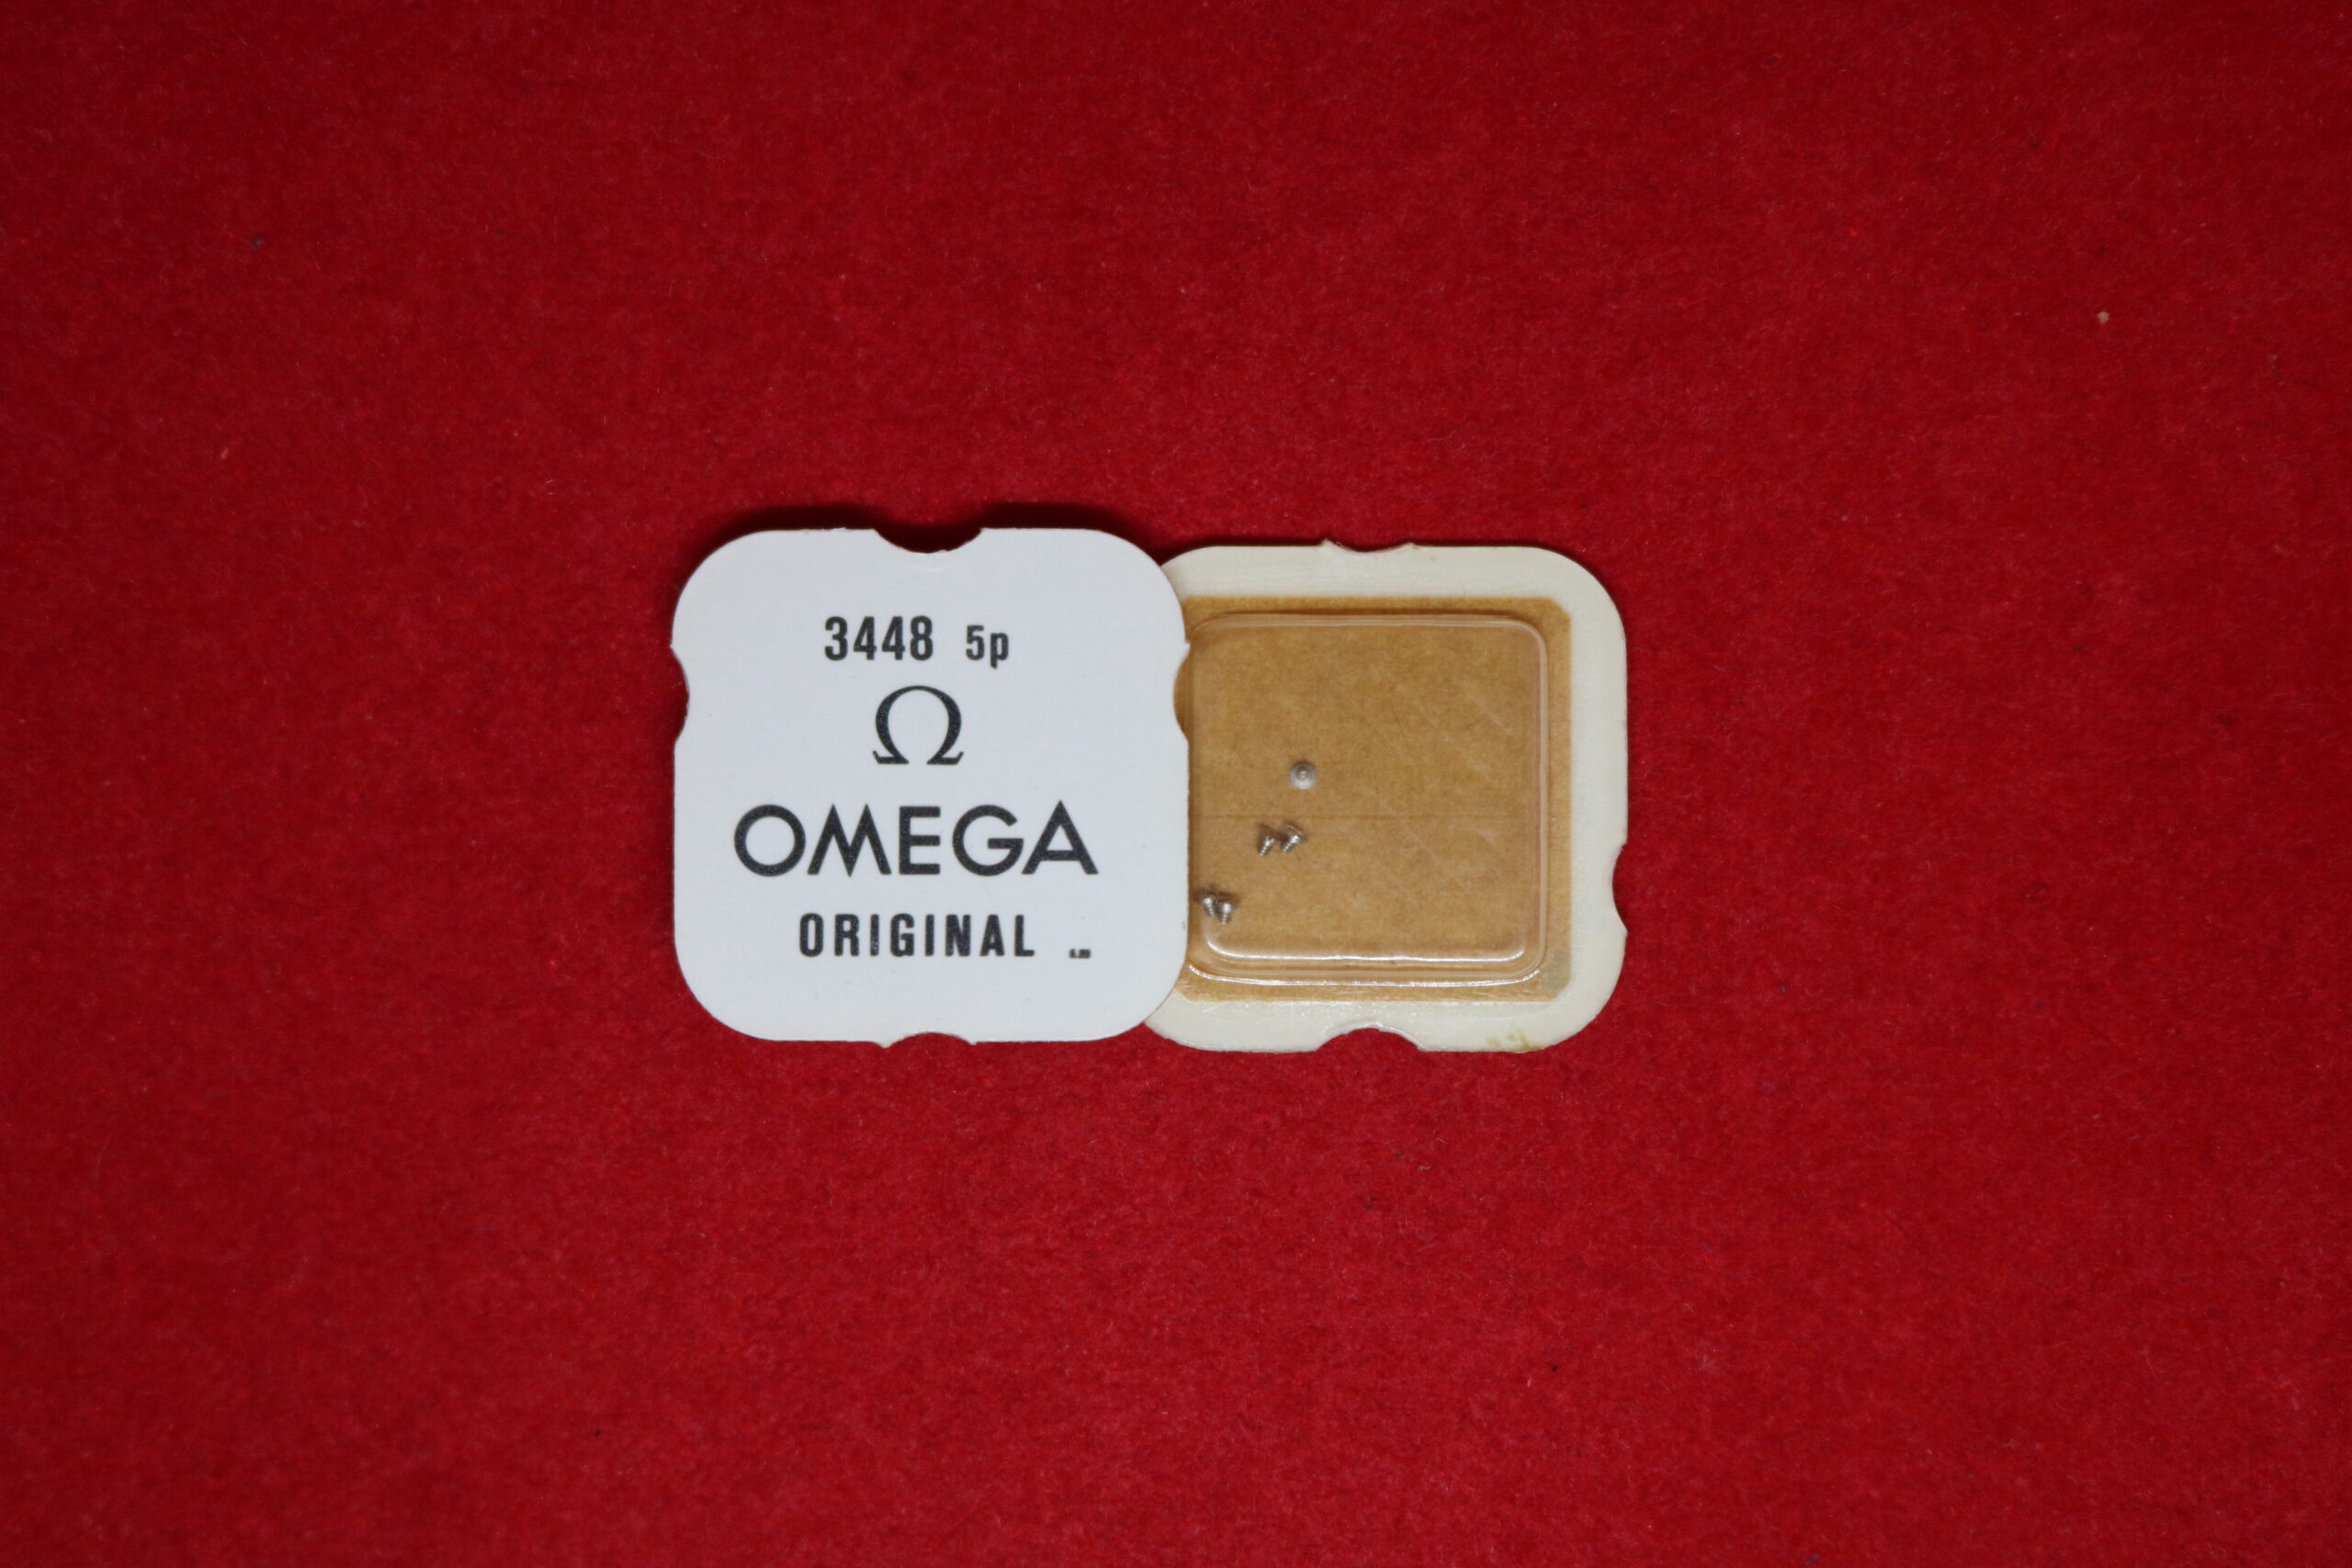 3448 5p
Ω
OMEGA
ORIGINAL